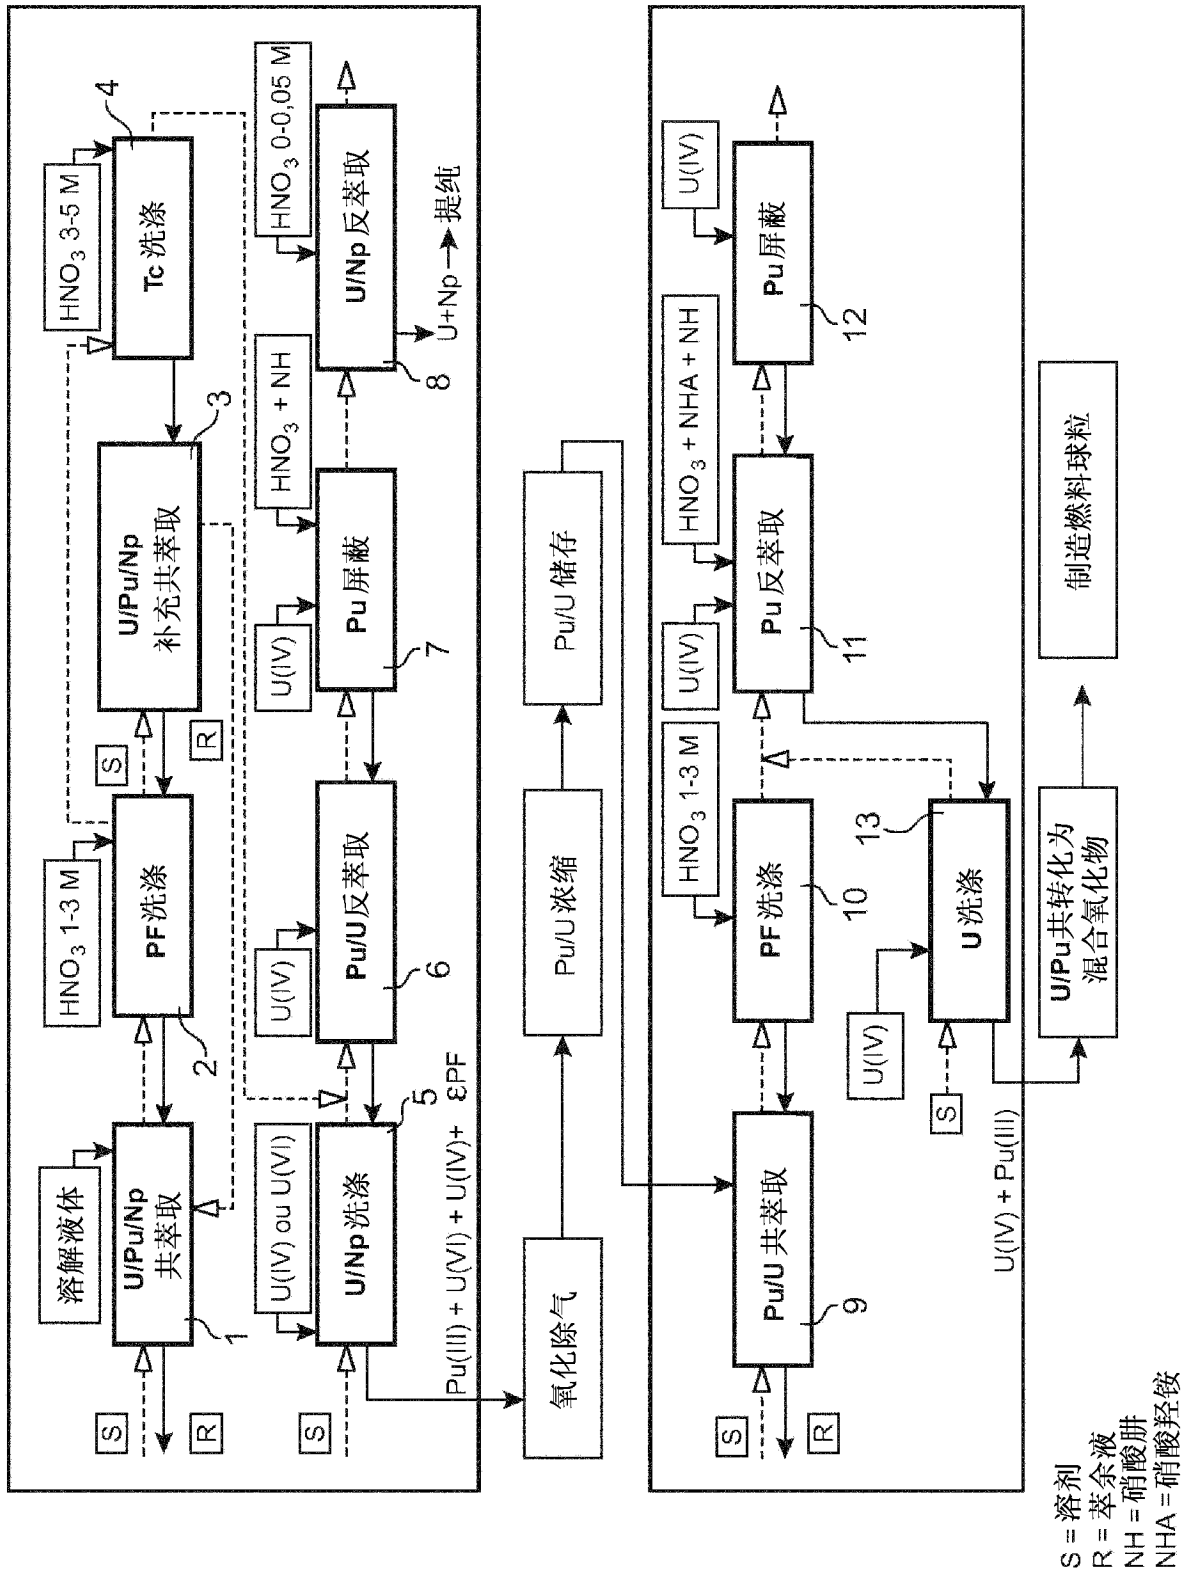 溶解液体
HNO3 1-3 M
HNO3 3-5 M
U/Pu/Np
共萃取
PF 洗涤
U/Pu/Np
补充共萃取
Tc 洗涤
1
2
3
4
S
R
S
R
U(IV) ou U(VI)
U(IV)
U(IV)
HNO3 + NH
HNO3 0-0,05 M
S
U/Np 洗涤
Pu/U 反萃取
Pu 屏蔽
U/Np 反萃取
5
6
7
8
U+Np
提纯
Pu(III) + U(VI) + U(IV)+ εPF
氧化除气
Pu/U 浓缩
Pu/U 储存
HNO3 1-3 M
U(IV)
HNO3 + NHA + NH
U(IV)
S
R
Pu/U 共萃取
PF 洗涤
Pu 反萃取
Pu 屏蔽
9
10
11
12
U(IV)
13
S
U 洗涤
U(IV) + Pu(III)
U/Pu 共转化为
混合氧化物
制造燃料球粒
S = 溶剂
R = 萃余液
NH = 硝酸肼
NHA = 硝酸羟铵